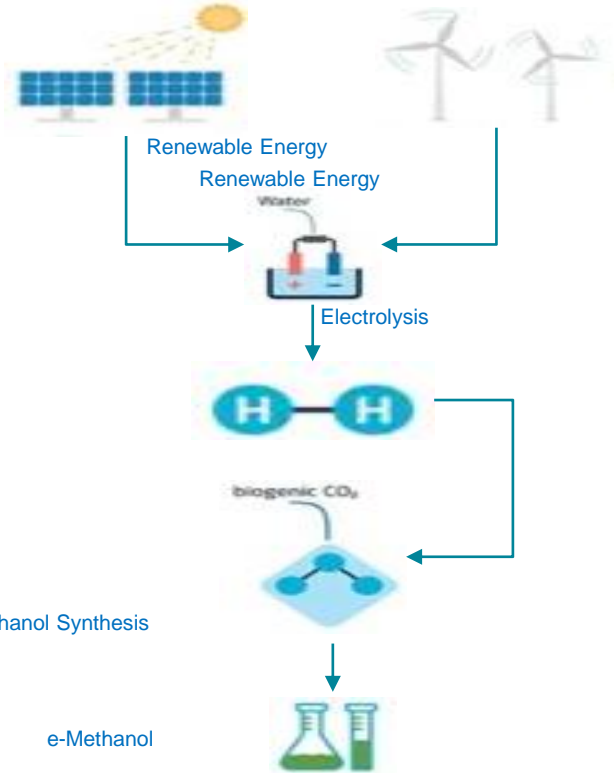 Renewable Energy
Renewable Energy
Water
+ −
Electrolysis
H H
biogenic CO₂
hanol Synthesis
e-Methanol